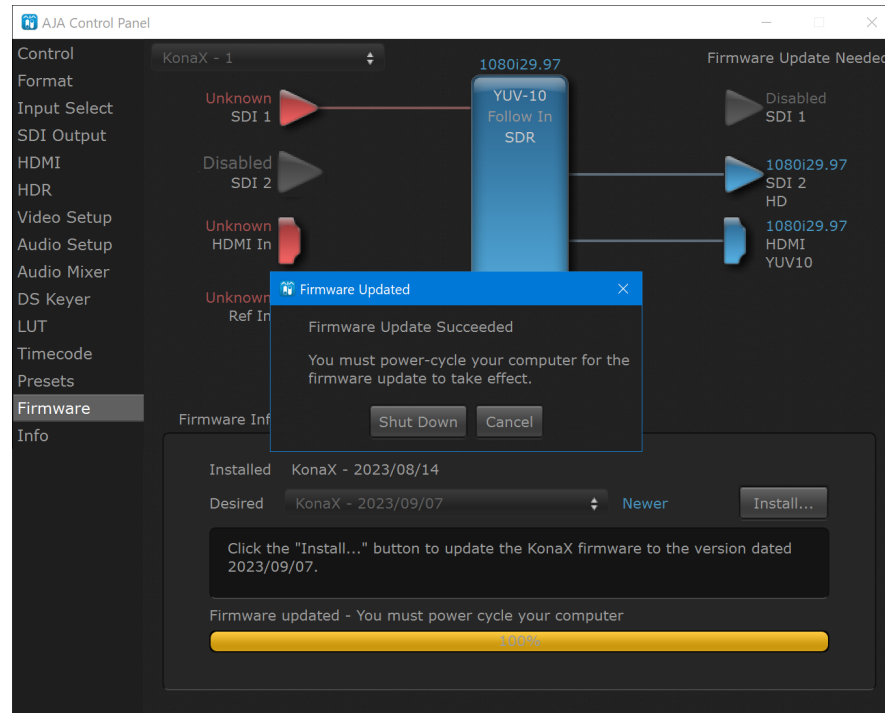 AJA Control Panel
Control
Format
Input Select
SDI Output
HDMI
HDR
Video Setup
Audio Setup
Audio Mixer
DS Keyer
LUT
Timecode
Presets
Firmware
Info
KonaX - 1
1080i29.97
Firmware Update Needed
Unknown
SDI 1
Disabled
SDI 2
Unknown
HDMI In
Unknown
Ref In
YUV-10
Follow In
SDR
Disabled
SDI 1
1080i29.97
SDI 2
HD
1080i29.97
HDMI
YUV10
Firmware Updated
Firmware Update Succeeded
You must power-cycle your computer for the
firmware update to take effect.
Shut Down
Cancel
Firmware Inf
Installed KonaX - 2023/08/14
Desired KonaX - 2023/09/07 Newer Install...
Click the "Install..." button to update the KonaX firmware to the version dated
2023/09/07.
Firmware updated - You must power cycle your computer
100%